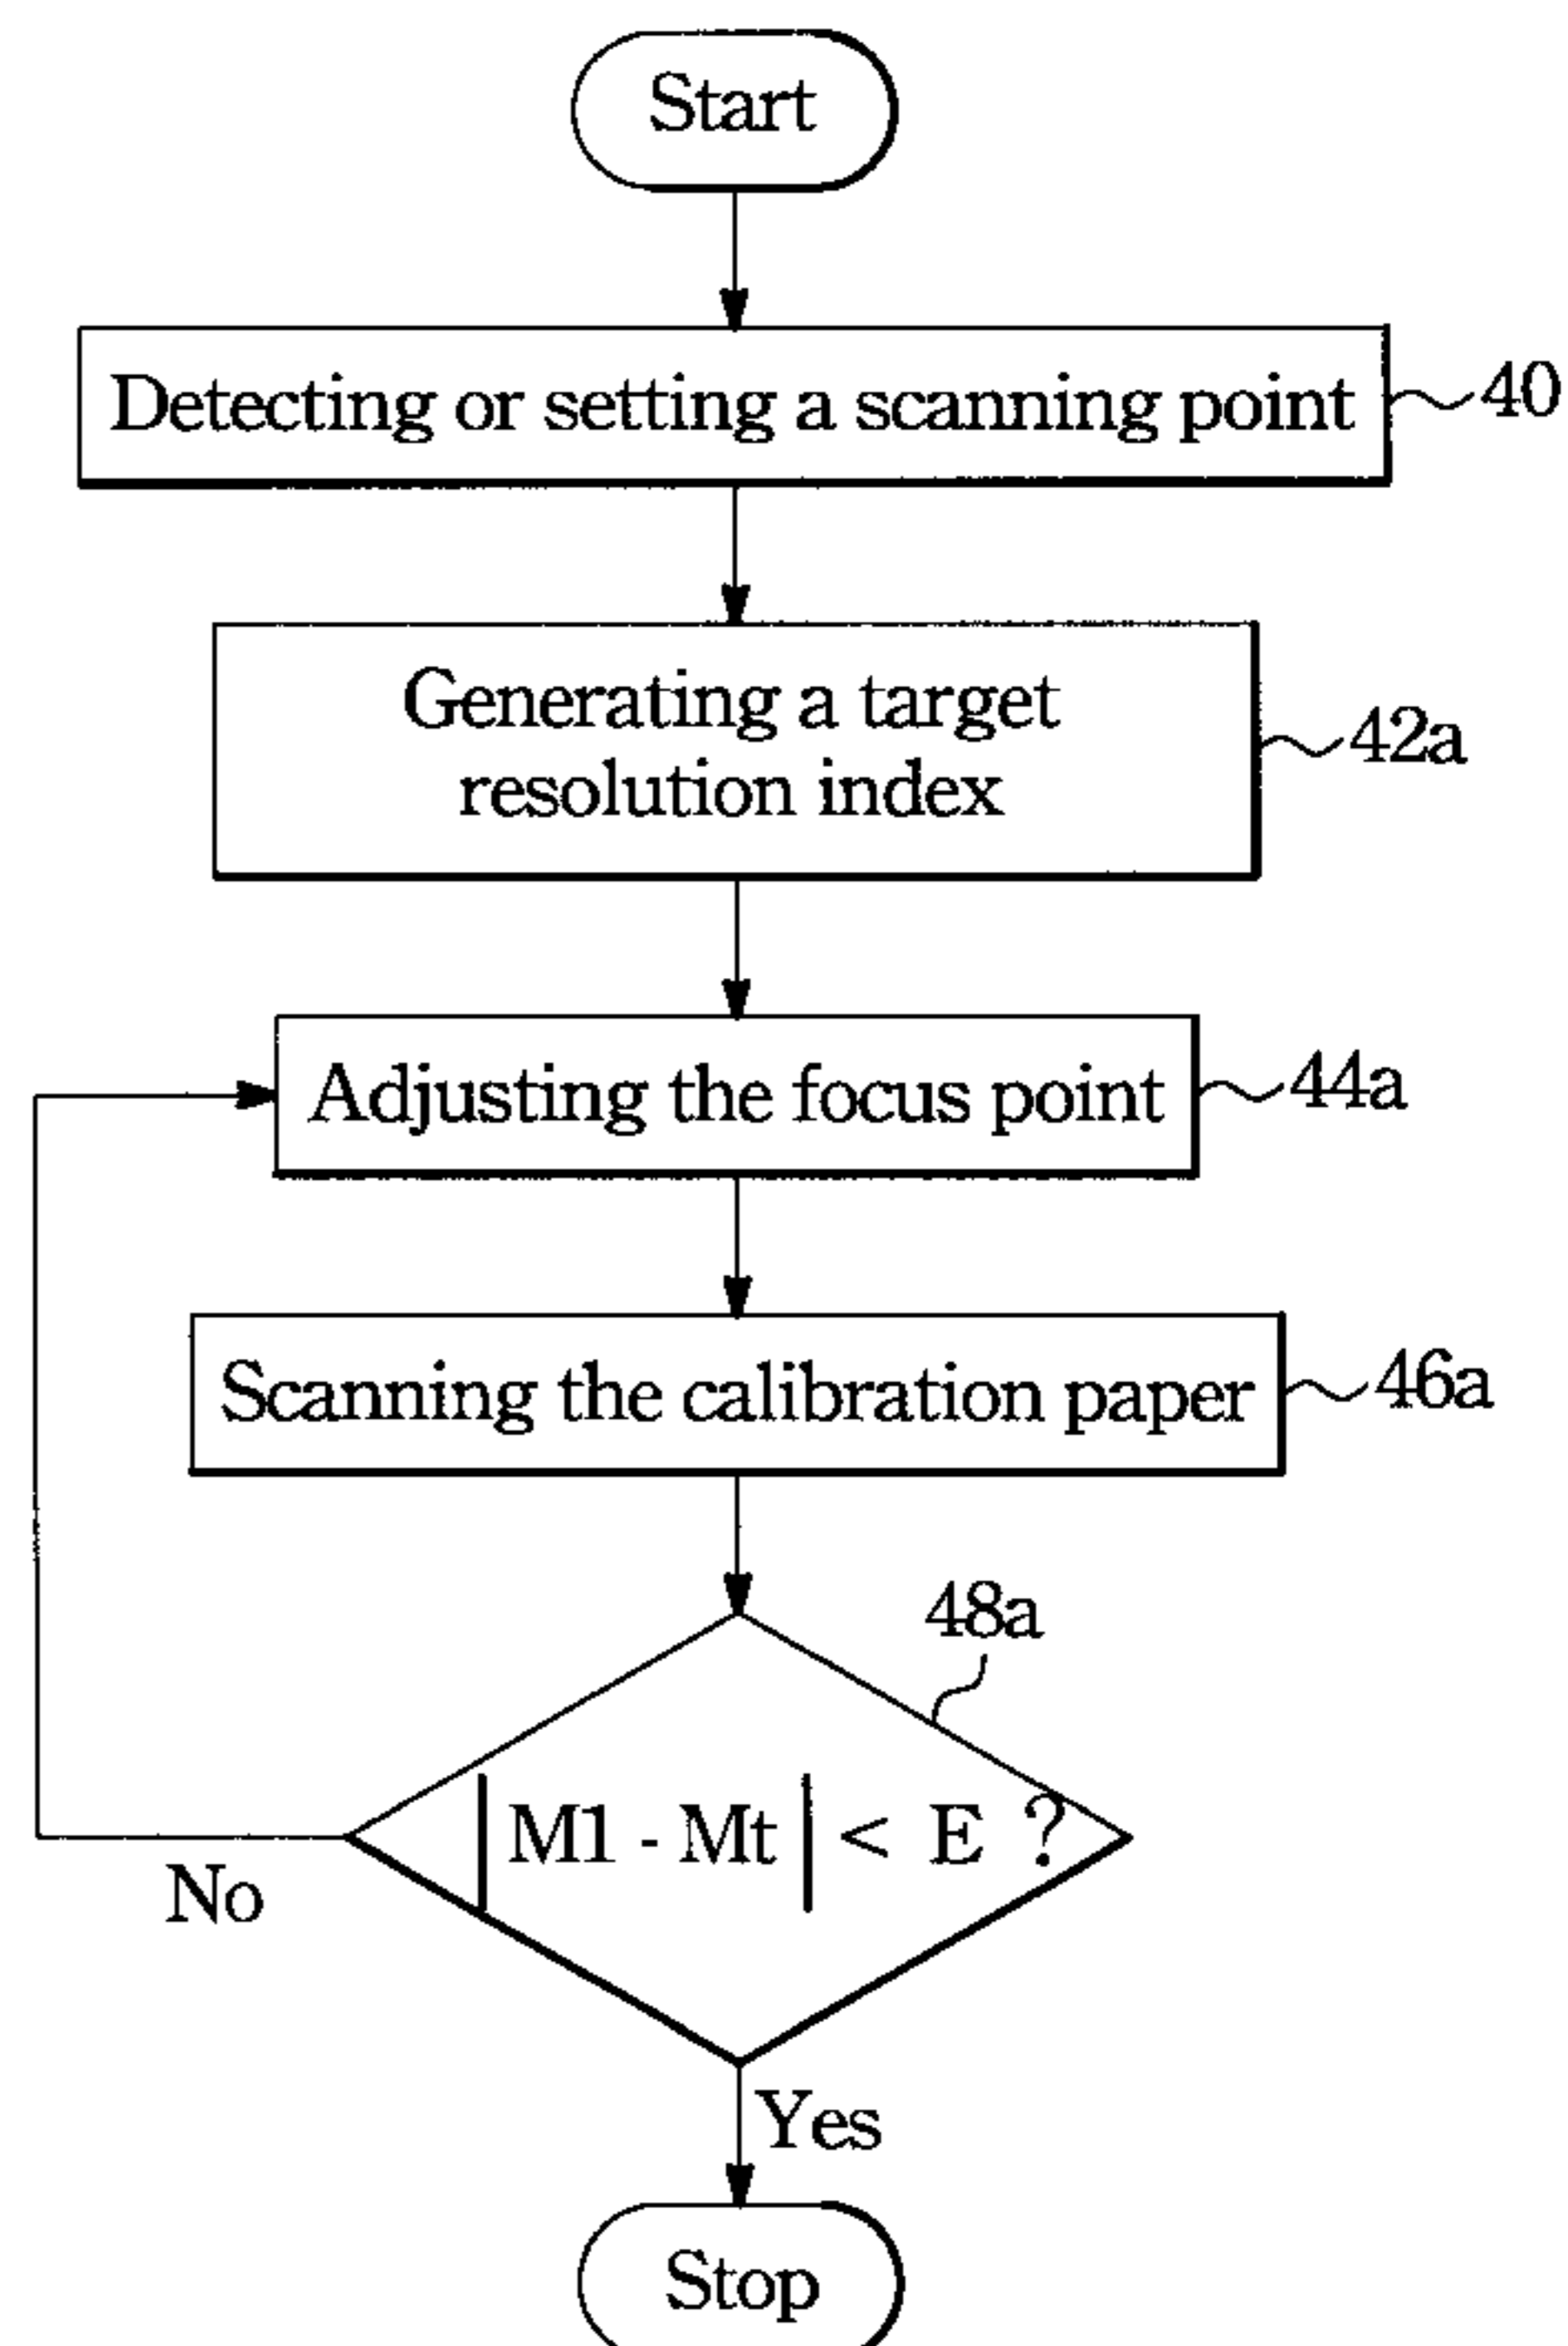 Start
Detecting or setting a scanning point
40
Generating a target
resolution index
42a
Adjusting the focus point
44a
Scanning the calibration paper
46a
48a
|M1 - Mt| < E ?
No
Yes
Stop